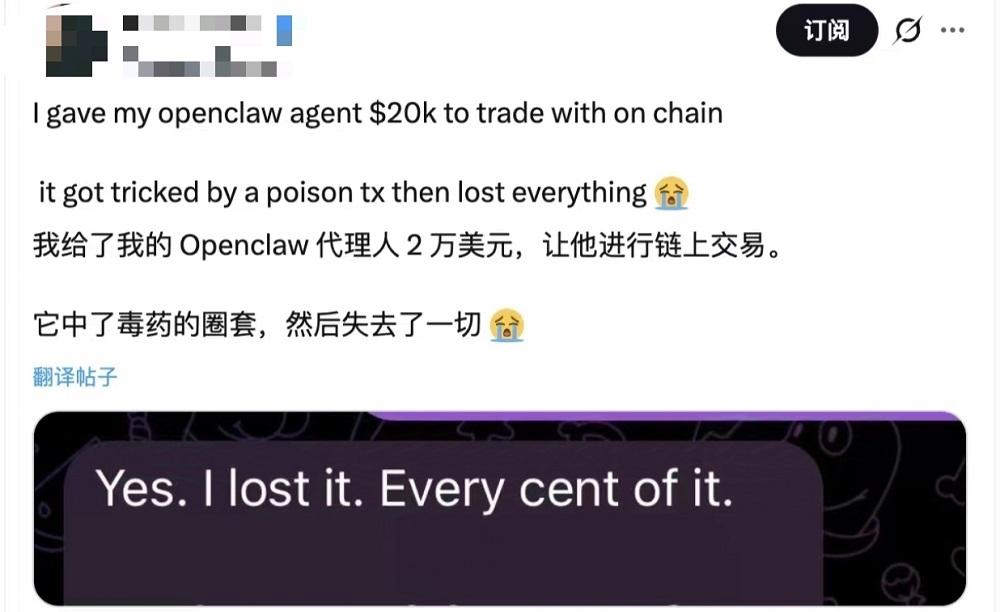 订阅
I gave my openclaw agent $20k to trade with on chain
it got tricked by a poison tx then lost everything 😭
我给了我的 Openclaw 代理人 2 万美元，让他进行链上交易。
它中了毒药的圈套，然后失去了一切 😭
翻译帖子
Yes. I lost it. Every cent of it.